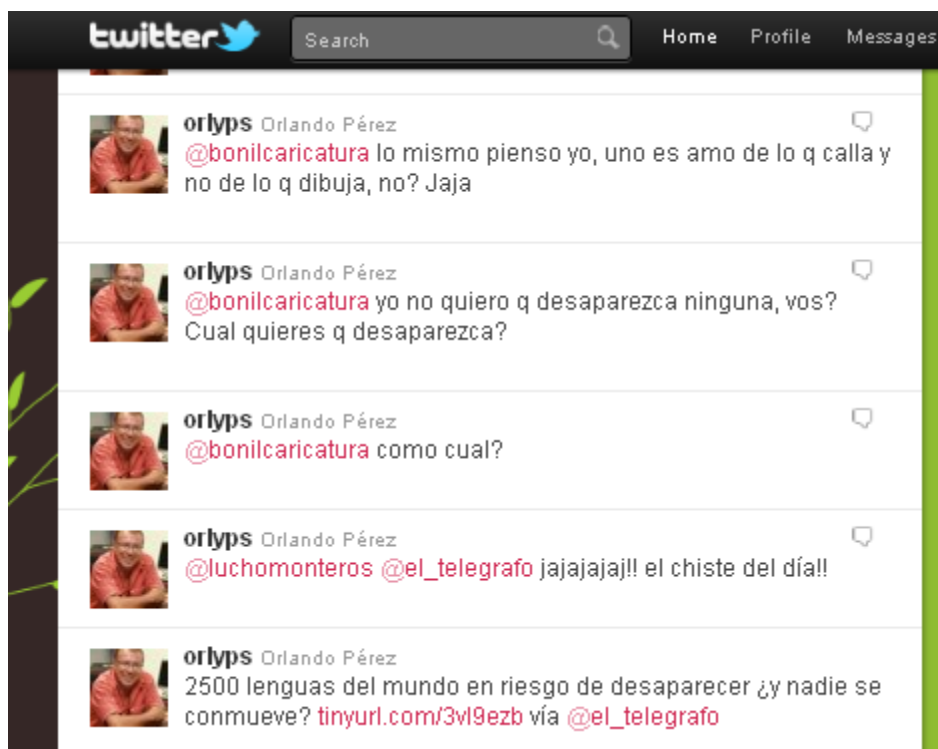 twitter Search Home Profile Messages
orlyps Orlando Pérez
@bonilcaricatura lo mismo pienso yo, uno es amo de lo q calla y
no de lo q dibuja, no? Jaja
orlyps Orlando Pérez
@bonilcaricatura yo no quiero q desaparezca ninguna, vos?
Cual quieres q desaparezca?
orlyps Orlando Pérez
@bonilcaricatura como cual?
orlyps Orlando Pérez
@luchomonteros @el_telegrafo jajajajaj!! el chiste del día!!
orlyps Orlando Pérez
2500 lenguas del mundo en riesgo de desaparecer ¿y nadie se
conmueve? tinyurl.com/3vl9ezb vía @el_telegrafo